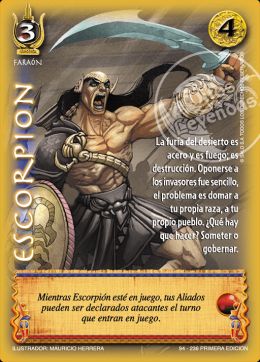 3
4
FARAÓN
ESCORPIÓN
La furia del desierto es
acero y es fuego; es
destrucción. Oponerse a
los invasores fue sencillo,
el problema es domar a
tu propia raza, a tu
propio pueblo. ¿Qué hay
que hacer? Someter o
gobernar.
Mientras Escorpión esté en juego, tus Aliados
pueden ser declarados atacantes el turno
que entran en juego.
ILUSTRADOR: MAURICIO HERRERA
94 - 236 PRIMERA EDICIÓN